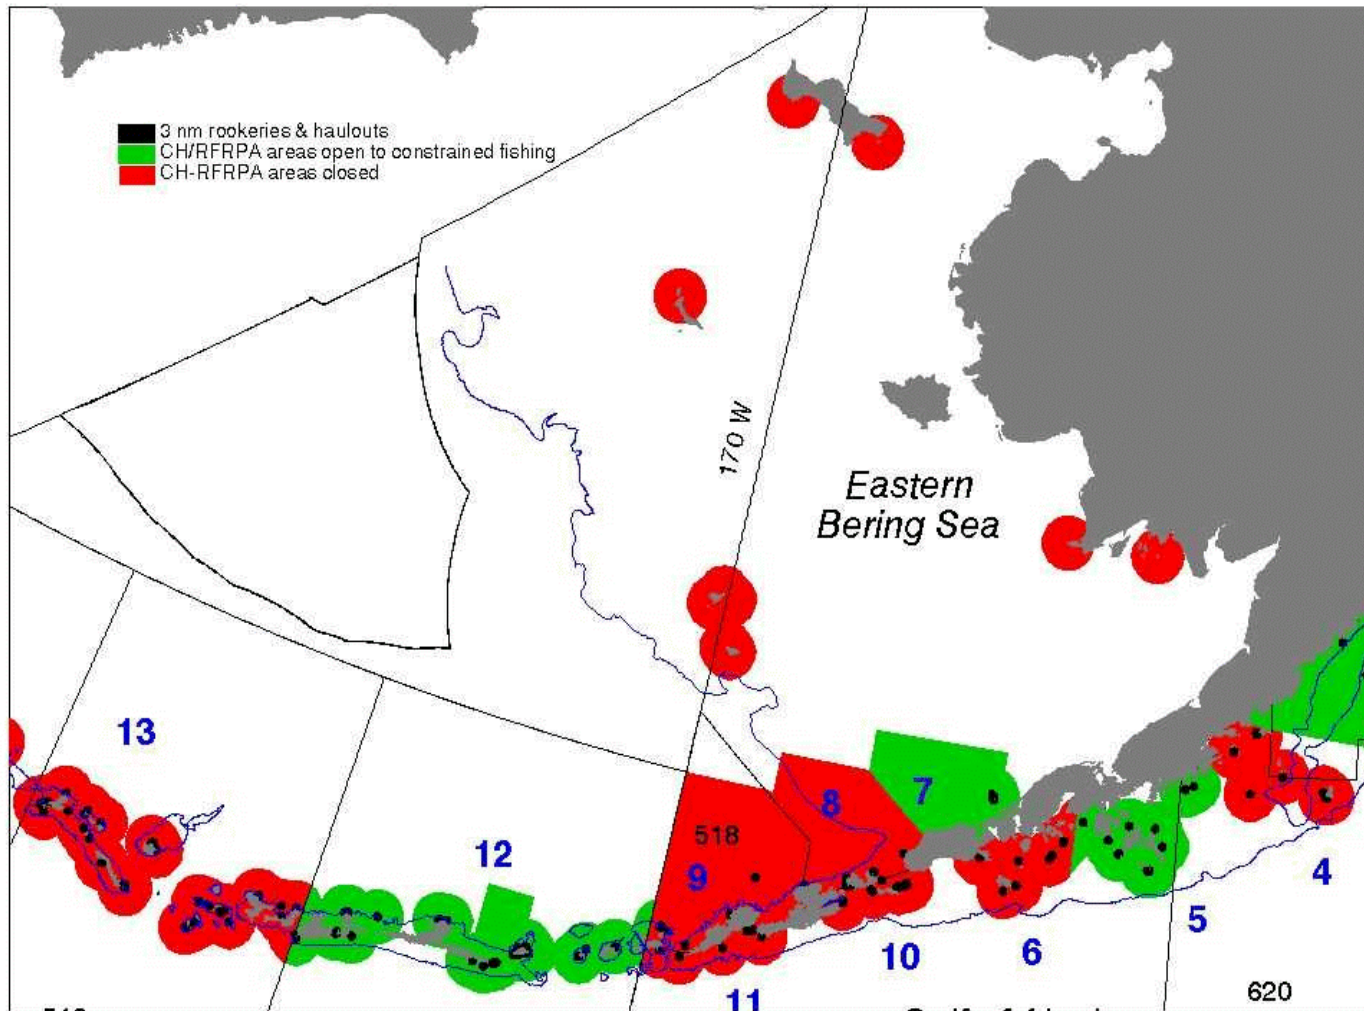 3 nm rookeries & haulouts
CH/RFRPA areas open to constrained fishing
CH-RFRPA areas closed
170 W
Eastern
Bering Sea
13
7
8
518
12
9
4
5
10
6
620
11